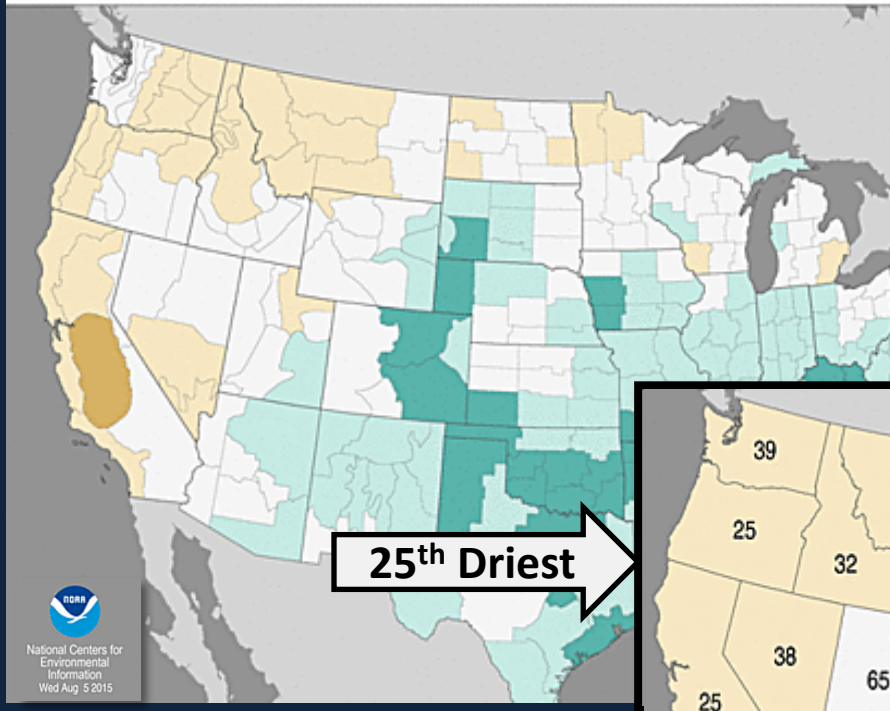 39
25
32
25th Driest
38
65
25
NOAA
National Centers for
Environmental
Information
Wed Aug 5 2015